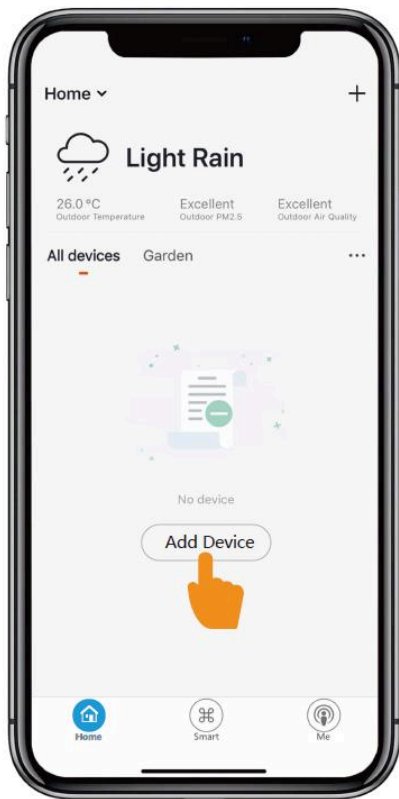 Home
Light Rain
26.0 °C Excellent Excellent
Outdoor Temperature Outdoor PM2.5 Outdoor Air Quality
All devices Garden ...
No device
Add Device
Home Smart Me